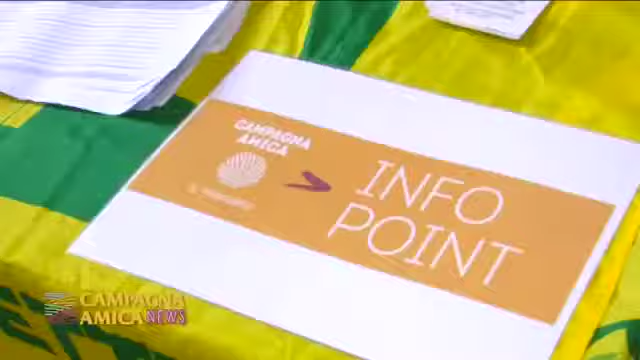 CAMPAGNA
AMICA
> INFO
POINT
CAMPAGNA
AMICA NEWS